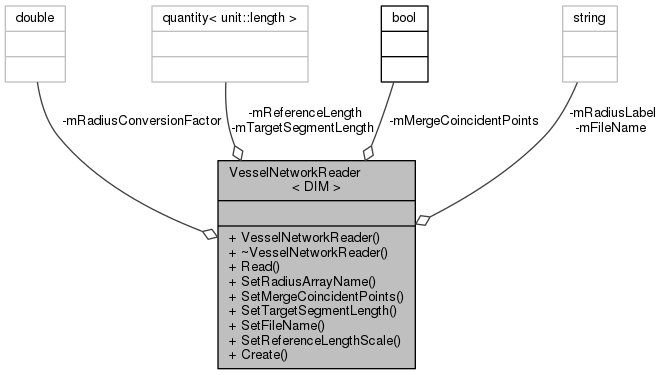 double
quantity< unit::length >
bool
string
-mRadiusConversionFactor
-mReferenceLength
-mTargetSegmentLength
-mMergeCoincidentPoints
-mRadiusLabel
-mFileName
VesselNetworkReader
< DIM >
+ VesselNetworkReader()
+ ~VesselNetworkReader()
+ Read()
+ SetRadiusArrayName()
+ SetMergeCoincidentPoints()
+ SetTargetSegmentLength()
+ SetFileName()
+ SetReferenceLengthScale()
+ Create()